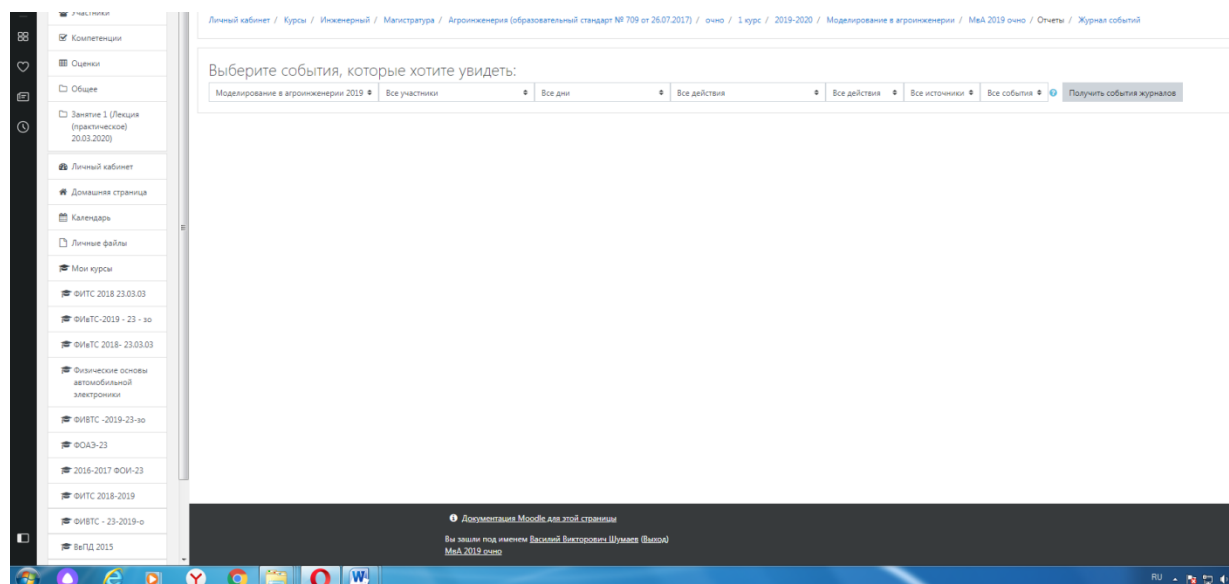 Участники
Компетенции
Оценки
Общее
Занятие 1 (Лекция
(практическое)
20.03.2020)
Личный кабинет
Домашняя страница
Календарь
Личные файлы
Мои курсы
ФИТС 2018 23.03.03
ФИвТС-2019 - 23 - зо
ФИвТС 2018- 23.03.03
Физические основы
автомобильной
электроники
ФИВТС -2019-23-зо
ФОАЭ-23
2016-2017 ФОИ-23
ФИТС 2018-2019
ФИВТС - 23-2019-о
ВвПД 2015
Личный кабинет / Курсы / Инженерный / Магистратура / Агроинженерия (образовательный стандарт № 709 от 26.07.2017) / очно / 1 курс / 2019-2020 / Моделирование в агроинженерии / МвА 2019 очно / Отчеты / Журнал событий
Выберите события, которые хотите увидеть:
Моделирование в агроинженерии 2019 Все участники Все дни Все действия Все действия Все источники Все события Получить события журналов
Документация Moodle для этой страницы
Вы зашли под именем Василий Викторович Шумаев (Выход)
МвА 2019 очно
RU